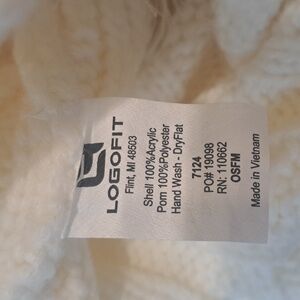 LOGOFIT
Flint, MI 48503
Shell 100%Acrylic
Pom 100%Polyester
Hand Wash - DryFlat
7124
PO# 19098
RN: 110662
OSFM
Made in Vietnam